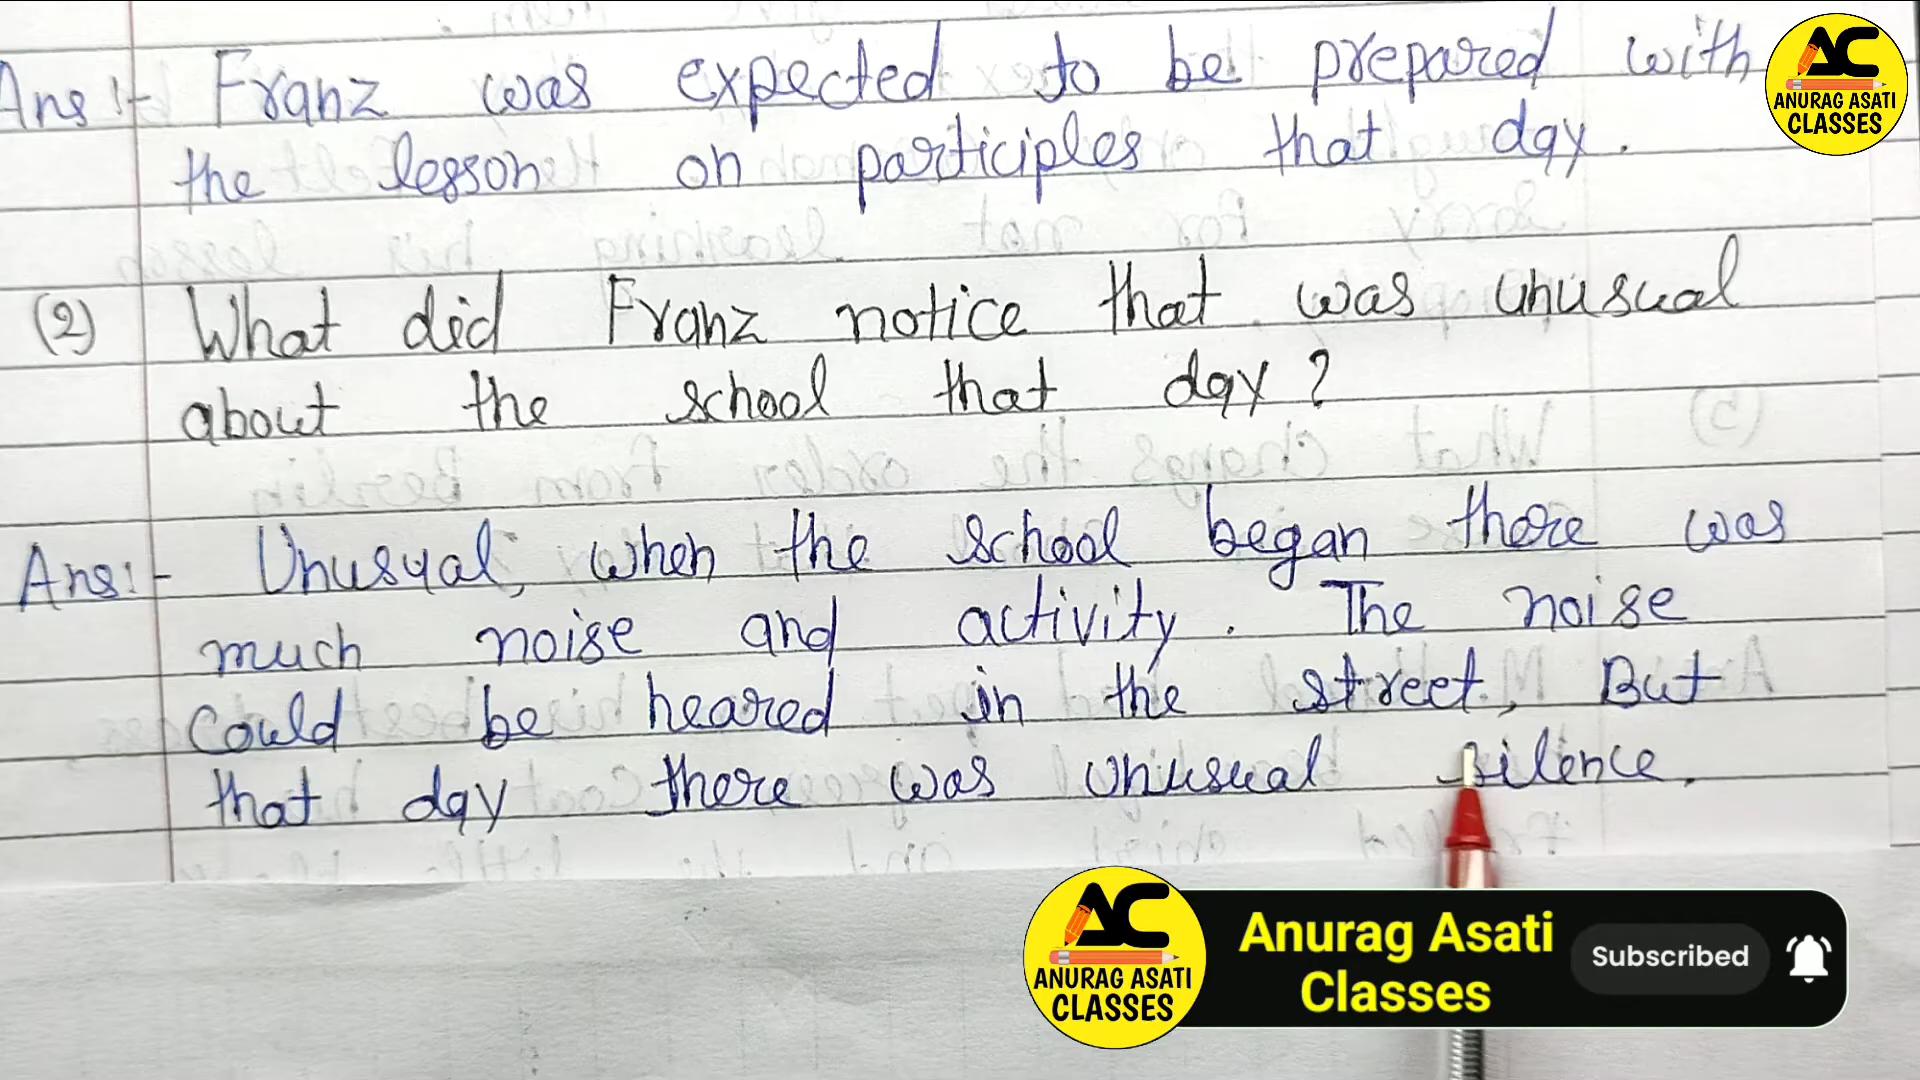 Ans:- Franz was expected to be prepared with
the lesson on participles that day.
(2) What did Franz notice that was unusual
about the school that day?
Ans:- Unusual, when the school began there was
much noise and activity. The noise
Could be heared in the street, But
that day there was unusual silence.
AC
ANURAG ASATI
CLASSES
AC
ANURAG ASATI
CLASSES
Anurag Asati
Classes
Subscribed